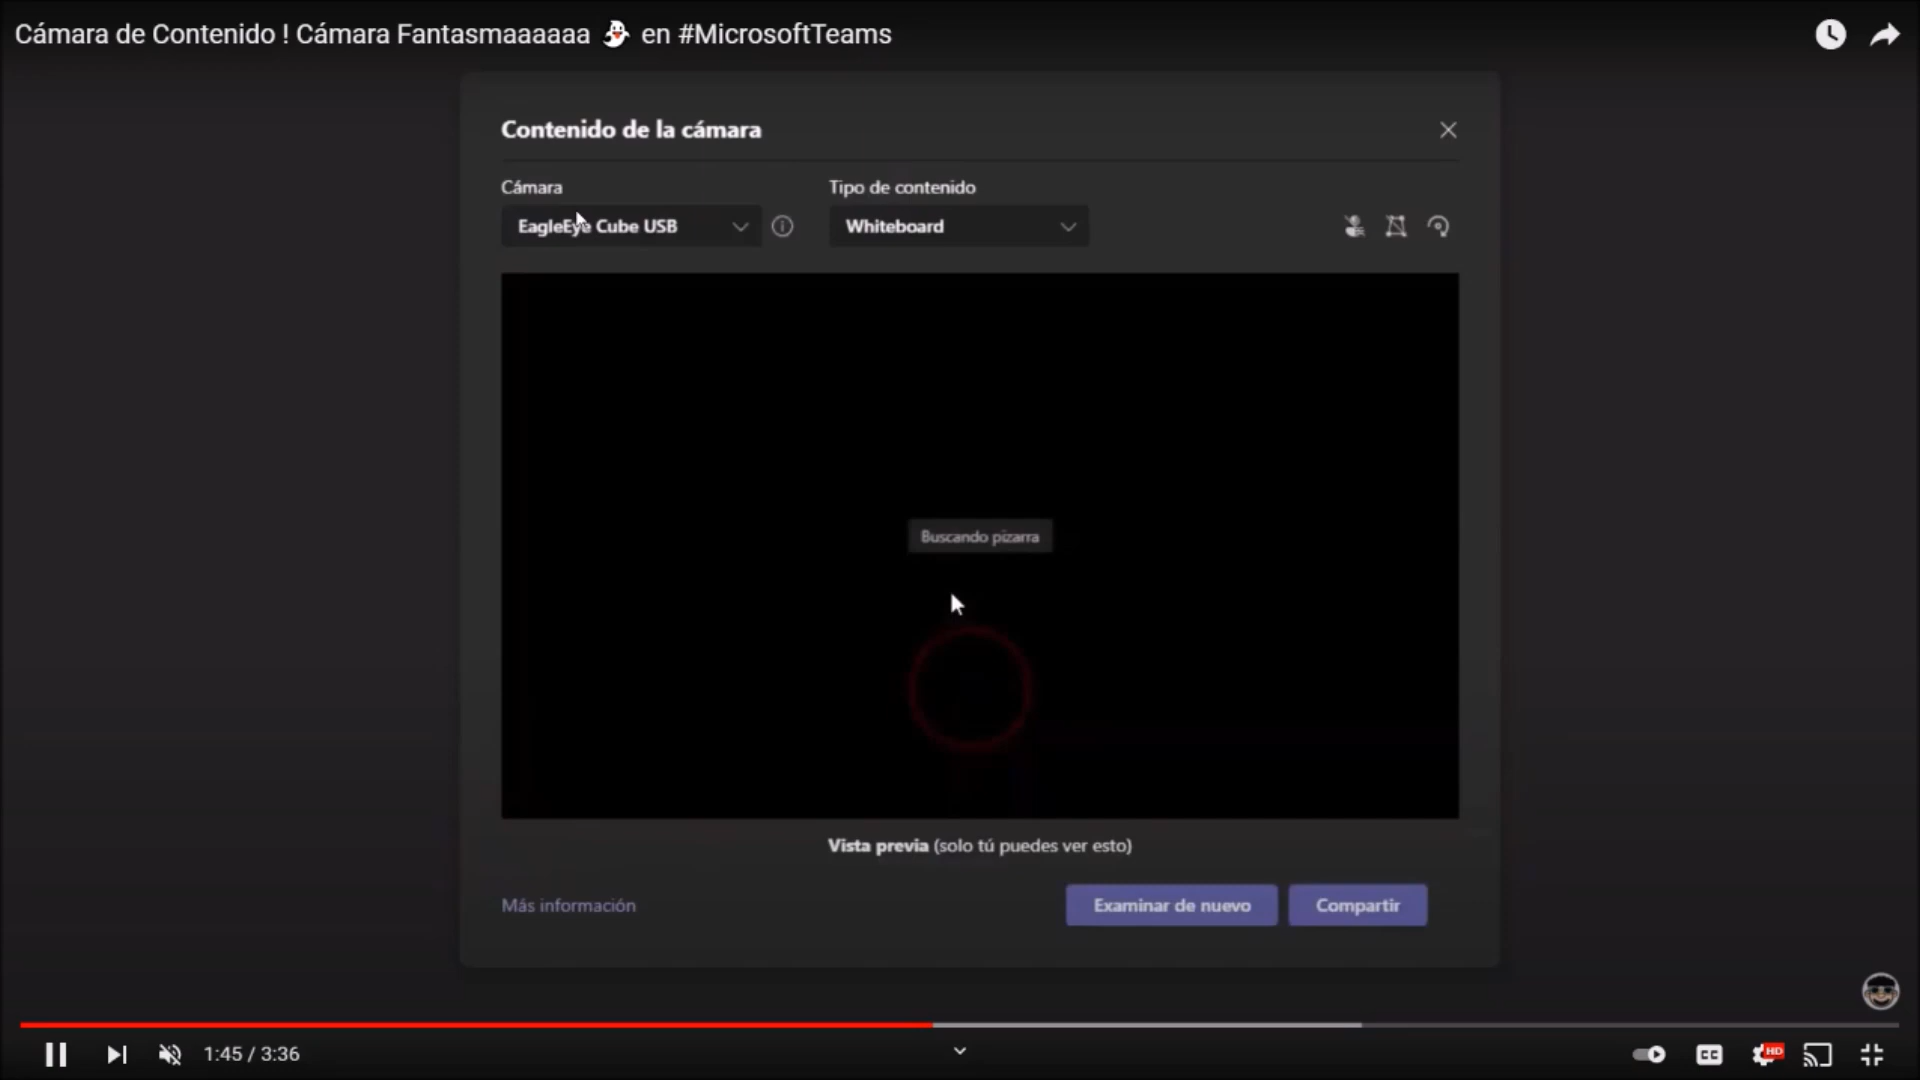 Cámara de Contenido ! Cámara Fantasmaaaaaa 👻 en #MicrosoftTeams
Contenido de la cámara
Cámara
Tipo de contenido
EagleEye Cube USB
Whiteboard
Buscando pizarra
Vista previa (solo tú puedes ver esto)
Más información
Examinar de nuevo
Compartir
1:45 / 3:36
CC
HD